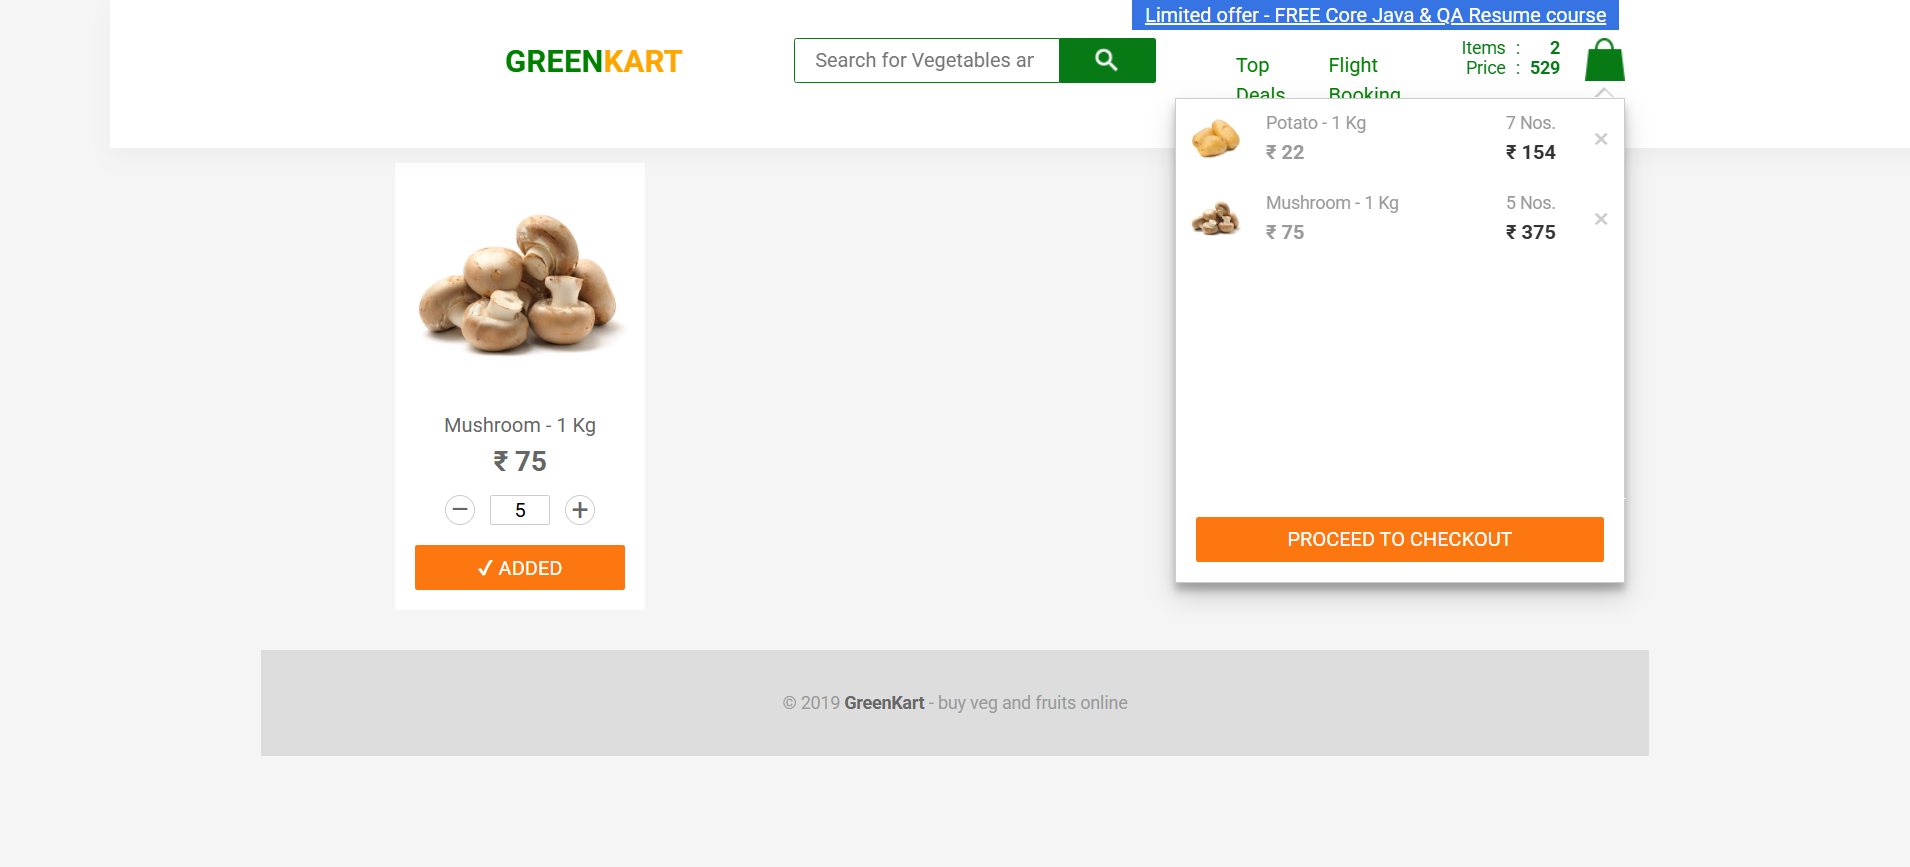 Limited offer - FREE Core Java & QA Resume course
GREENKART
Search for Vegetables ar
Top Deals
Flight Booking
Items : 2
Price : 529
Potato - 1 Kg 7 Nos.
₹ 22 ₹ 154
×
Mushroom - 1 Kg 5 Nos.
₹ 75 ₹ 375
×
PROCEED TO CHECKOUT
Mushroom - 1 Kg
₹ 75
− 5 +
✓ ADDED
© 2019 GreenKart - buy veg and fruits online